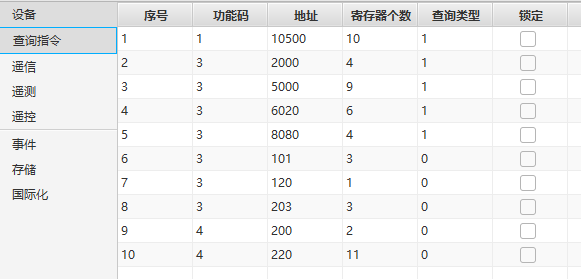 设备
查询指令
遥信
遥测
遥控
事件
存储
国际化
序号 功能码 地址 寄存器个数 查询类型 锁定
1 1 10500 10 1
2 3 2000 4 1
3 3 5000 9 1
4 3 6020 6 1
5 3 8080 4 1
6 3 101 3 0
7 3 120 1 0
8 3 203 3 0
9 4 200 2 0
10 4 220 11 0